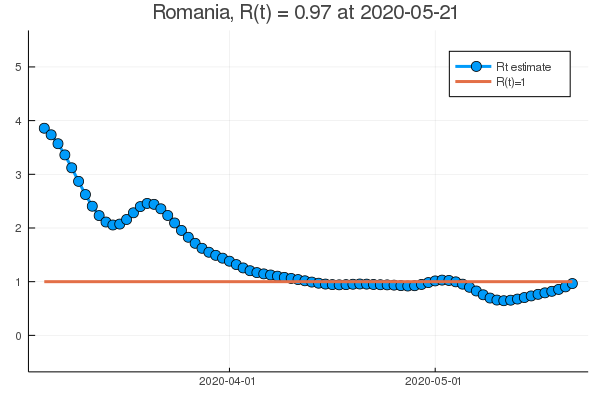 Romania, R(t) = 0.97 at 2020-05-21
5
Rt estimate
R(t)=1
4
3
2
1
0
2020-04-01
2020-05-01